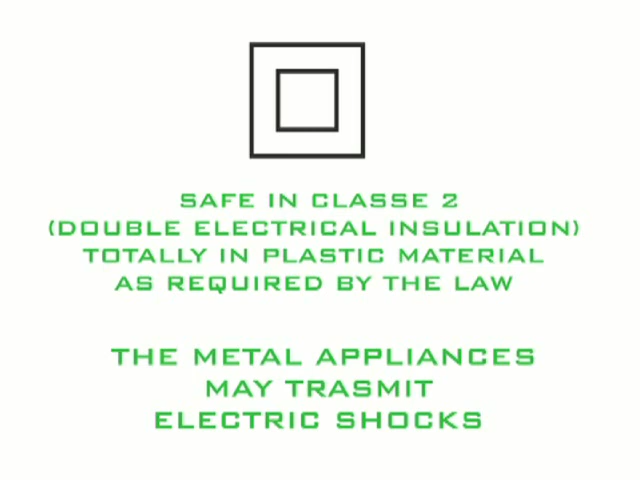 SAFE IN CLASSE 2
(DOUBLE ELECTRICAL INSULATION)
TOTALLY IN PLASTIC MATERIAL
AS REQUIRED BY THE LAW
THE METAL APPLIANCES
MAY TRASMIT
ELECTRIC SHOCKS